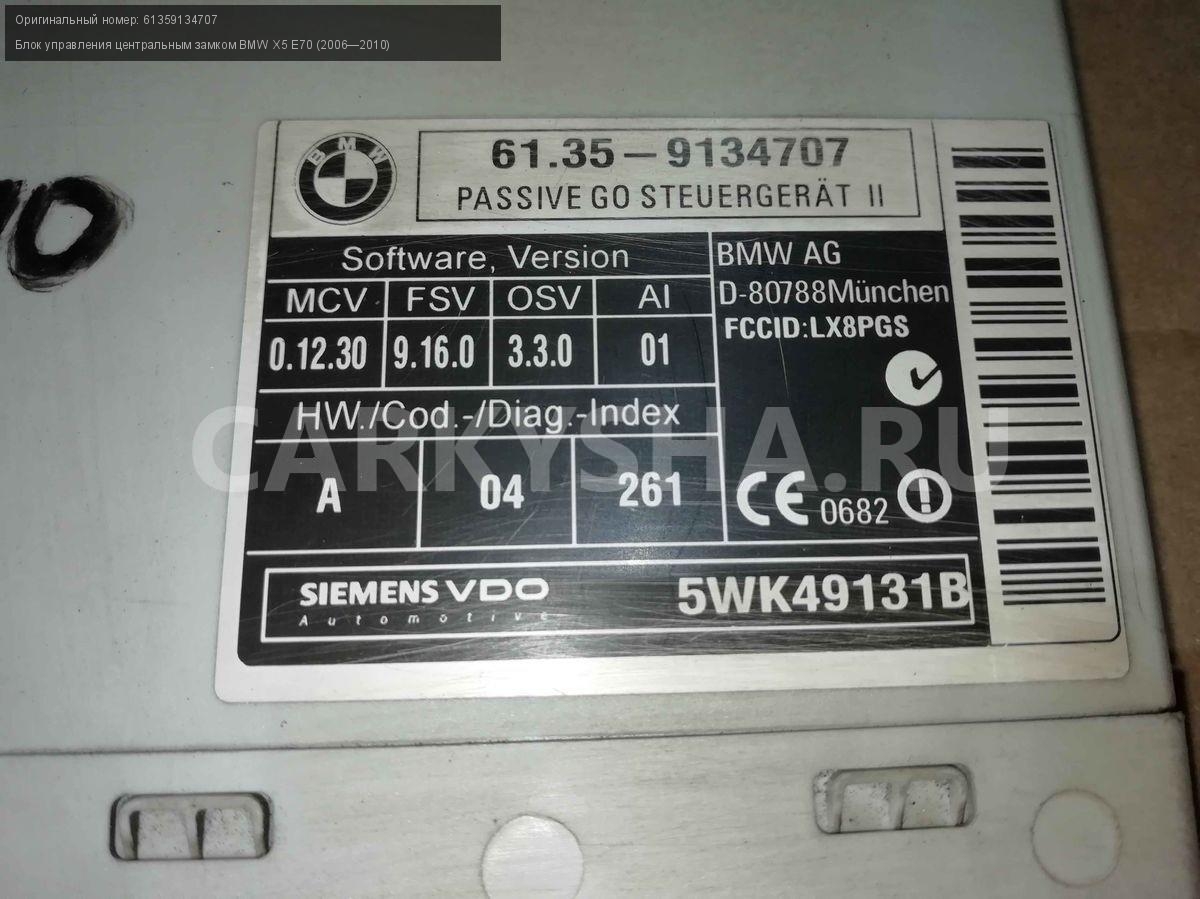 Оригинальный номер: 61359134707
Блок управления центральным замком BMW X5 E70 (2006—2010)
10
BMW
61.35 – 9134707
PASSIVE GO STEUERGERÄT II
Software, Version
MCV FSV OSV AI
0.12.30 9.16.0 3.3.0 01
BMW AG
D-80788München
FCCID:LX8PGS
HW./Cod.-/Diag.-Index
A 04 261
CARKYSHA.RU
CE 0682
SIEMENS VDO
Automotive
5WK49131B